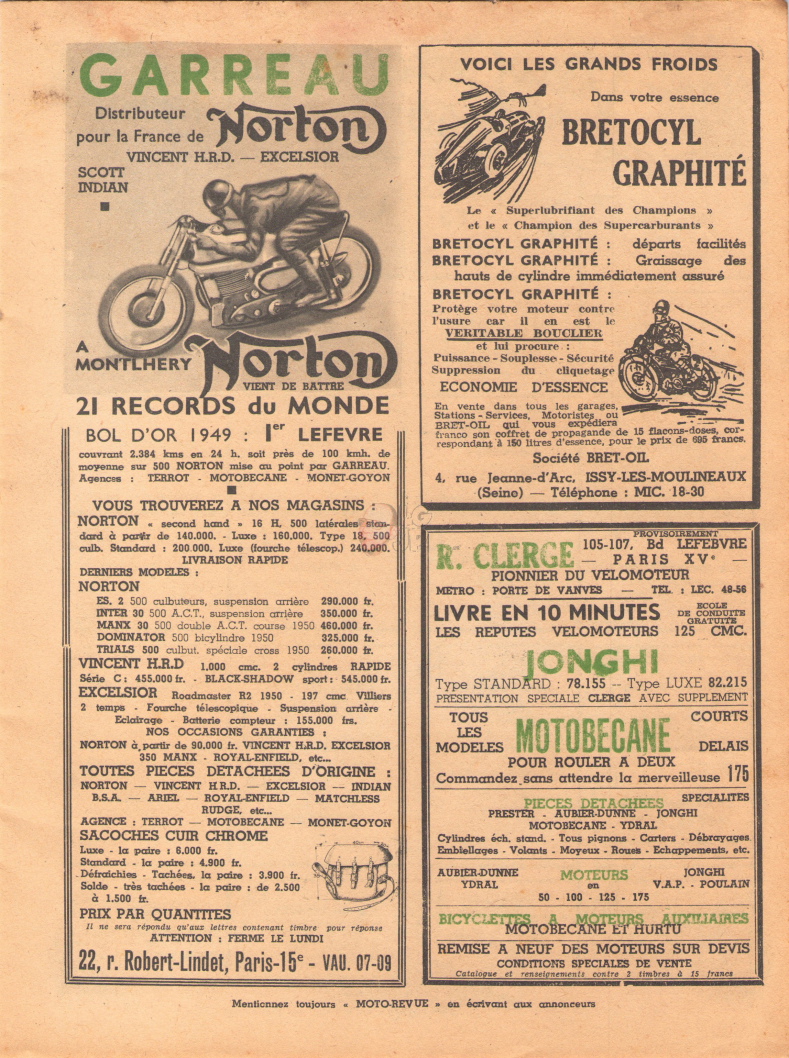 GARREAU
Distributeur
pour la France de Norton
VINCENT H.R.D. — EXCELSIOR
SCOTT
INDIAN
A
MONTLHERY Norton
VIENT DE BATTRE
21 RECORDS du MONDE
BOL D'OR 1949 : 1er LEFEVRE
couvrant 2.384 kms en 24 h. soit près de 100 kmh. de
moyenne sur 500 NORTON mise au point par GARREAU.
Agences : TERROT - MOTOBECANE - MONET-GOYON
VOUS TROUVEREZ A NOS MAGASINS :
NORTON « second hand » 16 H. 500 latérales stan-
dard à partir de 140.000. - Luxe : 160.000. Type 18. 500
culb. Standard : 200.000. Luxe (fourche télescop.) 240.000.
LIVRAISON RAPIDE
DERNIERS MODELES :
NORTON
ES. 2 500 culbuteurs, suspension arrière 290.000 fr.
INTER 30 500 A.C.T., suspension arrière 350.000 fr.
MANX 30 500 double A.C.T. course 1950 460.000 fr.
DOMINATOR 500 bicylindre 1950 325.000 fr.
TRIALS 500 culbut. spéciale cross 1950 260.000 fr.
VINCENT H.R.D 1.000 cmc. 2 cylindres RAPIDE
Série C : 455.000 fr. - BLACK-SHADOW sport : 545.000 fr.
EXCELSIOR Roadmaster R2 1950 - 197 cmc Villiers
2 temps - Fourche télescopique - Suspension arrière -
Eclairage - Batterie compteur : 155.000 frs.
NOS OCCASIONS GARANTIES :
NORTON à partir de 90.000 fr. VINCENT H.R.D. EXCELSIOR
350 MANX - ROYAL-ENFIELD, etc...
TOUTES PIECES DETACHEES D'ORIGINE :
NORTON — VINCENT H.R.D. — EXCELSIOR — INDIAN
B.S.A. — ARIEL — ROYAL-ENFIELD — MATCHLESS
RUDGE, etc...
AGENCE : TERROT — MOTOBECANE — MONET-GOYON
SACOCHES CUIR CHROME
Luxe - la paire : 6.000 fr.
Standard - la paire : 4.900 fr.
Défraichies - Tachées, la paire : 3.900 fr.
Solde - très tachées - la paire : de 2.500
à 1.500 fr.
PRIX PAR QUANTITES
Il ne sera répondu qu'aux lettres contenant timbre pour réponse
ATTENTION : FERME LE LUNDI
22, r. Robert-Lindet, Paris-15e - VAU. 07-09
VOICI LES GRANDS FROIDS
Dans votre essence
BRETOCYL
GRAPHITÉ
Le « Superlubrifiant des Champions »
et le « Champion des Supercarburants »
BRETOCYL GRAPHITÉ : départs facilités
BRETOCYL GRAPHITÉ : Graissage des
hauts de cylindre immédiatement assuré
BRETOCYL GRAPHITÉ :
Protège votre moteur contre
l'usure car il en est le
VERITABLE BOUCLIER
et lui procure :
Puissance - Souplesse - Sécurité
Suppression du cliquetage
ECONOMIE D'ESSENCE
En vente dans tous les garages,
Stations - Services, Motoristes ou
BRET-OIL qui vous expédiera
franco son coffret de propagande de 15 flacons-doses, cor-
respondant à 150 litres d'essence, pour le prix de 695 francs.
Société BRET-OIL
4, rue Jeanne-d'Arc, ISSY-LES-MOULINEAUX
(Seine) — Téléphone : MIC. 18-30
PROVISOIREMENT
R. CLERGE 105-107, Bd LEFEBVRE
— PARIS XVe —
PIONNIER DU VELOMOTEUR
METRO : PORTE DE VANVES — TEL : LEC. 48-56
LIVRE EN 10 MINUTES ECOLE
DE CONDUITE
GRATUITE
LES REPUTES VELOMOTEURS 125 CMC.
JONGHI
Type STANDARD : 78.155 — Type LUXE 82.215
PRESENTATION SPECIALE CLERGE AVEC SUPPLEMENT
TOUS
LES
MODELES
MOTOBECANE
COURTS
DELAIS
POUR ROULER A DEUX
Commandez sans attendre la merveilleuse 175
PIECES DETACHEES SPECIALITES
PRESTER - AUBIER-DUNNE - JONGHI
MOTOBECANE - YDRAL
Cylindres éch. stand. - Tous pignons - Carters - Débrayages
Emblellages - Volants - Moyeux - Roues - Echappements, etc.
AUBIER-DUNNE
YDRAL
MOTEURS
en
50 - 100 - 125 - 175
JONGHI
V.A.P. - POULAIN
BICYCLETTES A MOTEURS AUXILIAIRES
MOTOBECANE ET HURTU
REMISE A NEUF DES MOTEURS SUR DEVIS
CONDITIONS SPECIALES DE VENTE
Catalogue et renseignements contre 2 timbres à 15 francs
Mentionnez toujours « MOTO-REVUE » en écrivant aux annonceurs